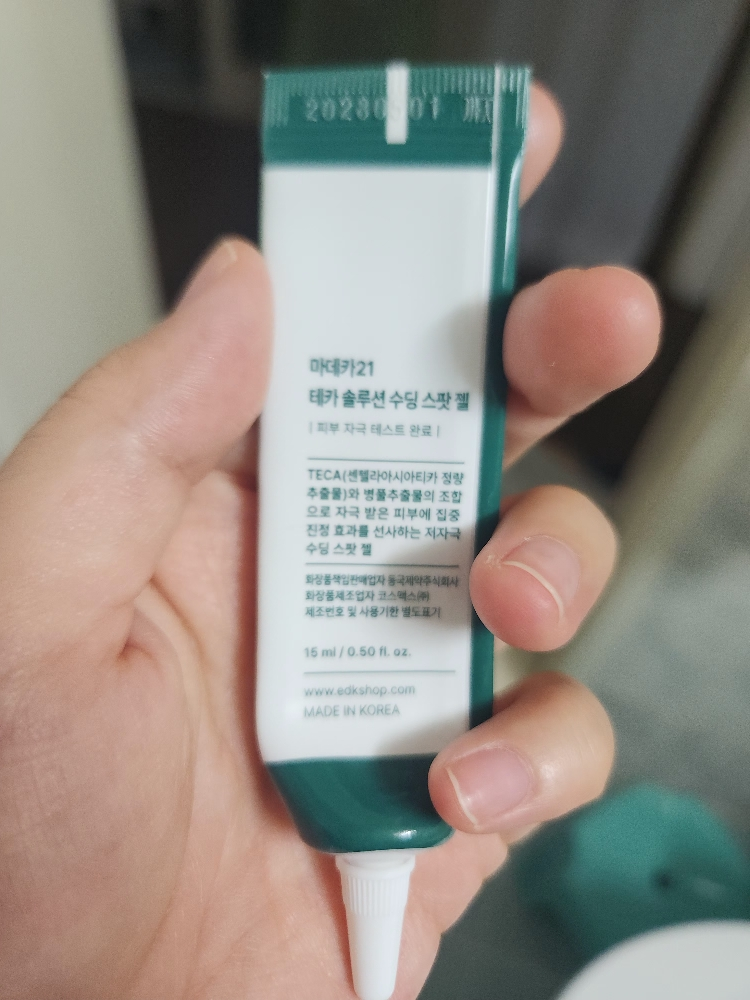 마데카21
테카 솔루션 수딩 스팟 젤
| 피부 자극 테스트 완료 |
TECA(센텔라아시아티카 정량
추출물)와 병풀추출물의 조합
으로 자극 받은 피부에 집중
진정 효과를 선사하는 저자극
수딩 스팟 젤
화장품책임판매업자 동국제약주식회사
화장품제조업자 코스맥스㈜
제조번호 및 사용기한 별도표기
15 ml / 0.50 fl. oz.
www.edkshop.com
MADE IN KOREA